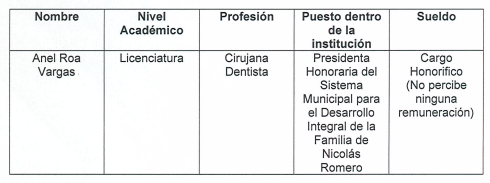 Nombre
Nivel
Académico
Profesión
Puesto dentro
de la
institución
Sueldo
Anel Roa
Vargas
Licenciatura
Cirujana
Dentista
Presidenta
Honoraria del
Sistema
Municipal para
el Desarrollo
Integral de la
Familia de
Nicolás
Romero
Cargo
Honorifico
(No percibe
ninguna
remuneración)